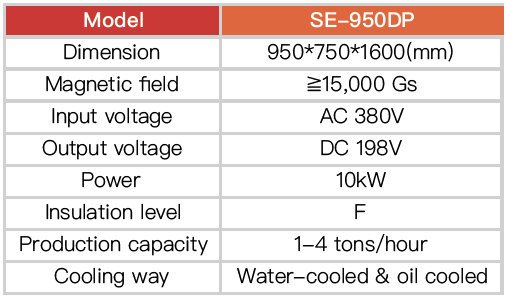 Model SE-950DP
Dimension 950*750*1600(mm)
Magnetic field ≧15,000 Gs
Input voltage AC 380V
Output voltage DC 198V
Power 10kW
Insulation level F
Production capacity 1-4 tons/hour
Cooling way Water-cooled & oil cooled